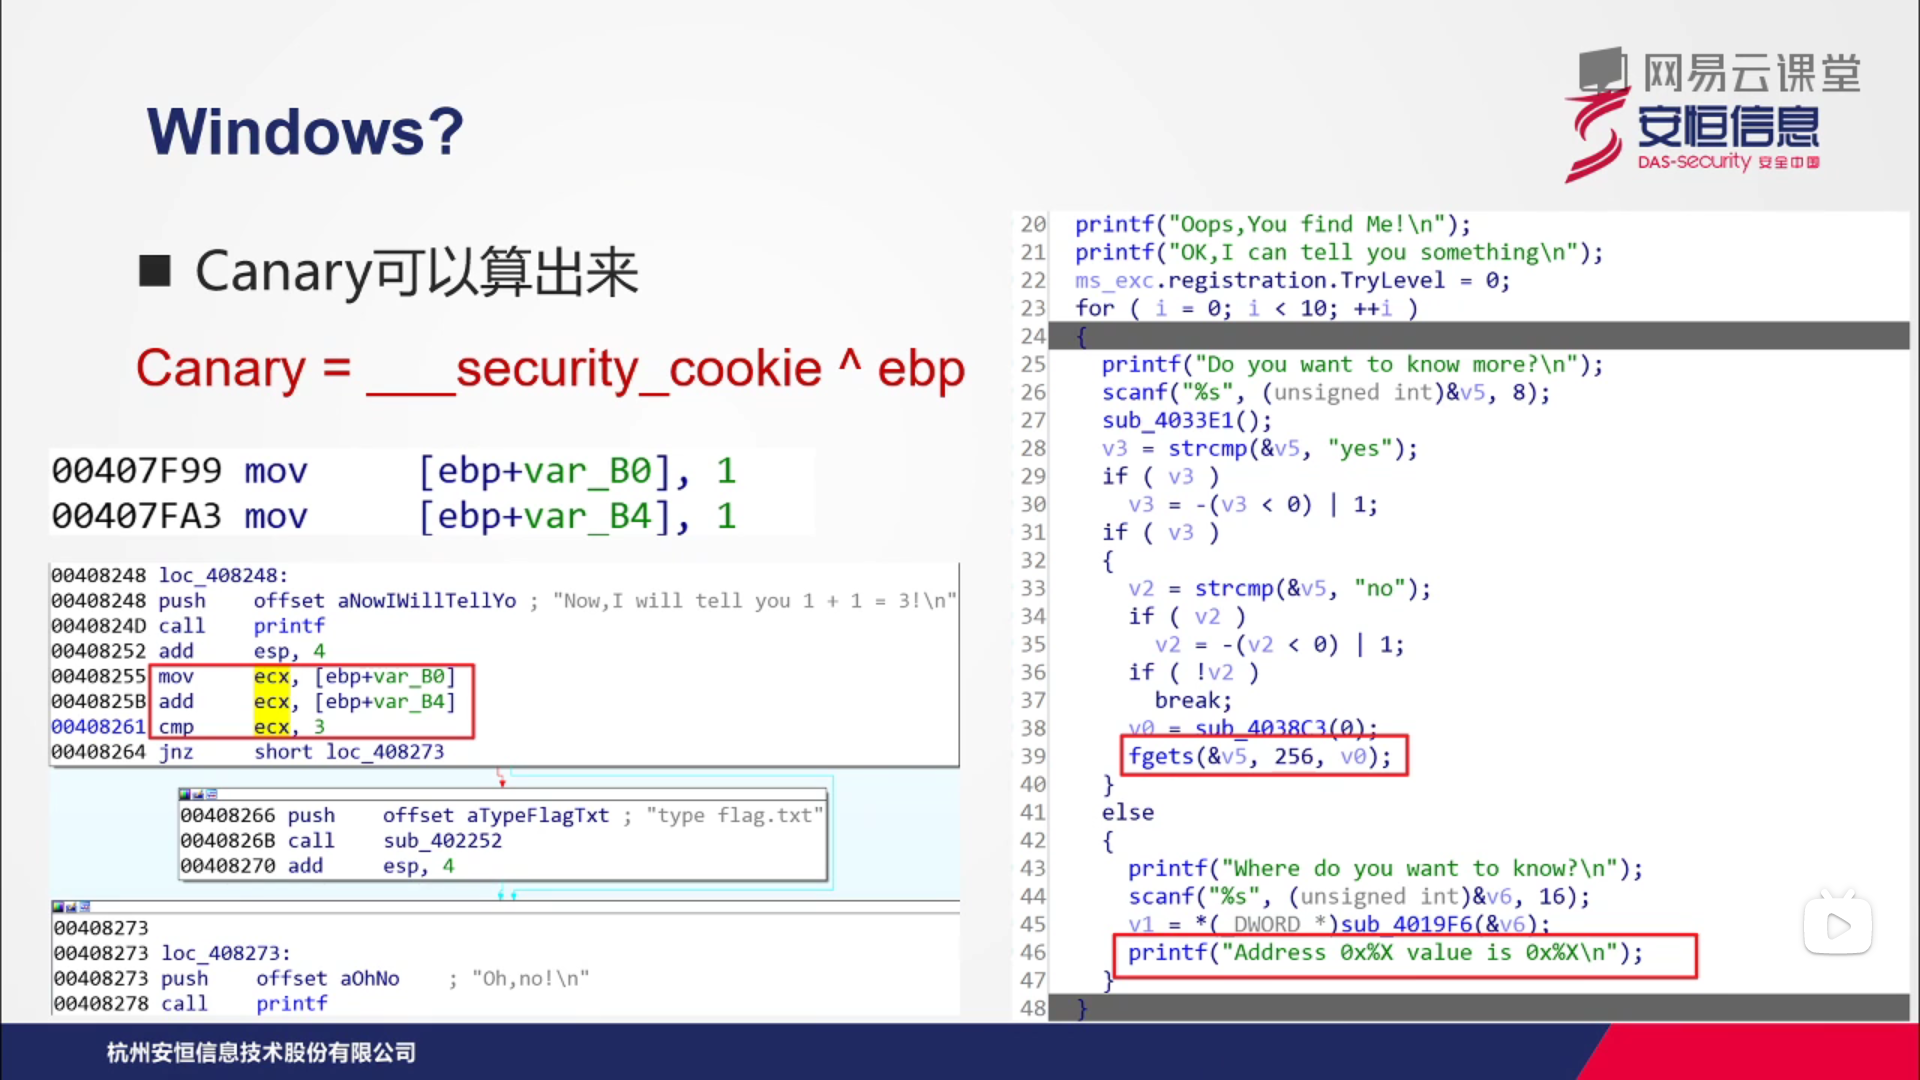 网易云课堂
安恒信息
DAS-security 安全中国
Windows?
■ Canary可以算出来
Canary = ___security_cookie ^ ebp
00407F99 mov [ebp+var_B0], 1
00407FA3 mov [ebp+var_B4], 1
00408248 loc_408248:
00408248 push offset aNowIWillTellYo ; "Now,I will tell you 1 + 1 = 3!\n"
0040824D call printf
00408252 add esp, 4
00408255 mov ecx, [ebp+var_B0]
0040825B add ecx, [ebp+var_B4]
00408261 cmp ecx, 3
00408264 jnz short loc_408273
00408266 push offset aTypeFlagTxt ; "type flag.txt"
0040826B call sub_402252
00408270 add esp, 4
00408273
00408273 loc_408273:
00408273 push offset aOhNo ; "Oh,no!\n"
00408278 call printf
20 printf("Oops,You find Me!\n");
21 printf("OK,I can tell you something\n");
22 ms_exc.registration.TryLevel = 0;
23 for ( i = 0; i < 10; ++i )
24 {
25 printf("Do you want to know more?\n");
26 scanf("%s", (unsigned int)&v5, 8);
27 sub_4033E1();
28 v3 = strcmp(&v5, "yes");
29 if ( v3 )
30 v3 = -(v3 < 0) | 1;
31 if ( v3 )
32 {
33 v2 = strcmp(&v5, "no");
34 if ( v2 )
35 v2 = -(v2 < 0) | 1;
36 if ( !v2 )
37 break;
38 v0 = sub_4038C3(0);
39 fgets(&v5, 256, v0);
40 }
41 else
42 {
43 printf("Where do you want to know?\n");
44 scanf("%s", (unsigned int)&v6, 16);
45 v1 = *(_DWORD *)sub_4019F6(&v6);
46 printf("Address 0x%X value is 0x%X\n");
47 }
48 }
杭州安恒信息技术股份有限公司